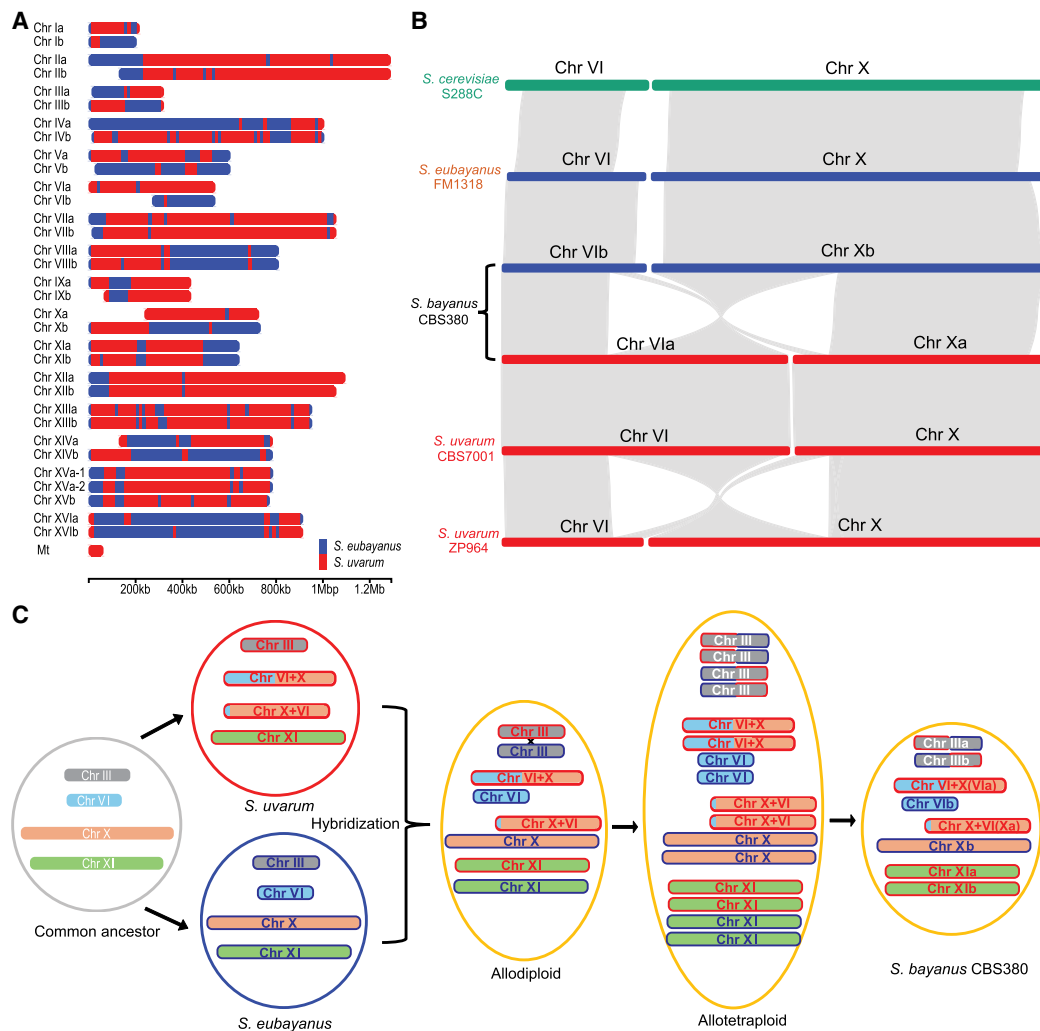 A
Chr Ia
Chr Ib
Chr IIa
Chr IIb
Chr IIIa
Chr IIIb
Chr IVa
Chr IVb
Chr Va
Chr Vb
Chr VIa
Chr VIb
Chr VIIa
Chr VIIb
Chr VIIIa
Chr VIIIb
Chr IXa
Chr IXb
Chr Xa
Chr Xb
Chr XIa
Chr XIb
Chr XIIa
Chr XIIb
Chr XIIIa
Chr XIIIb
Chr XIVa
Chr XIVb
Chr XVa-1
Chr XVa-2
Chr XVb
Chr XVIa
Chr XVIb
Mt
S. eubayanus
S. uvarum
200kb 400kb 600kb 800kb 1Mbp 1.2Mb
B
Chr VI Chr X
S. cerevisiae
S288C
Chr VI Chr X
S. eubayanus
FM1318
Chr VIb Chr Xb
S. bayanus
CBS380
Chr VIa Chr Xa
S. uvarum
CBS7001
Chr VI Chr X
S. uvarum
ZP964
Chr VI Chr X
C
Chr III
Chr VI
Chr X
Chr XI
Common ancestor
Chr III
Chr VI+X
Chr X+VI
Chr XI
S. uvarum
Chr III
Chr VI
Chr X
Chr XI
S. eubayanus
Hybridization
Chr III
x
Chr III
Chr VI+X
Chr VI
Chr X+VI
Chr X
Chr XI
Chr XI
Allodiploid
Chr III
Chr III
Chr III
Chr III
Chr VI+X
Chr VI+X
Chr VI
Chr VI
Chr X+VI
Chr X+VI
Chr X
Chr X
Chr XI
Chr XI
Chr XI
Chr XI
Allotetraploid
Chr IIIa
Chr IIIb
Chr VI+X(VIa)
Chr VIb
Chr X+VI(Xa)
Chr Xb
Chr XIa
Chr XIb
S. bayanus CBS380